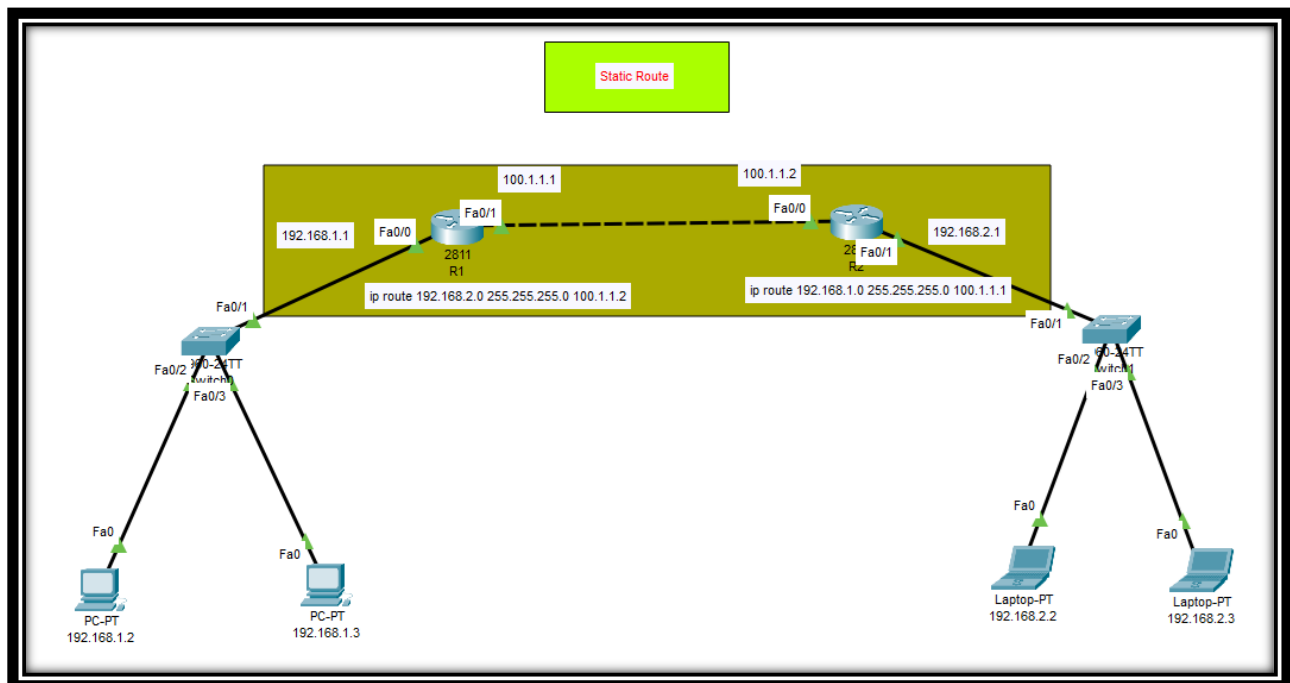 Static Route
100.1.1.1
100.1.1.2
Fa0/1
Fa0/0
Fa0/0
192.168.1.1
192.168.2.1
2811
R1
Fa0/1
R2
ip route 192.168.2.0 255.255.255.0 100.1.1.2
ip route 192.168.1.0 255.255.255.0 100.1.1.1
Fa0/1
Fa0/1
Fa0/2
Fa0/3
Fa0/2
Fa0/3
Fa0
Fa0
Fa0
Fa0
PC-PT
192.168.1.2
PC-PT
192.168.1.3
Laptop-PT
192.168.2.2
Laptop-PT
192.168.2.3